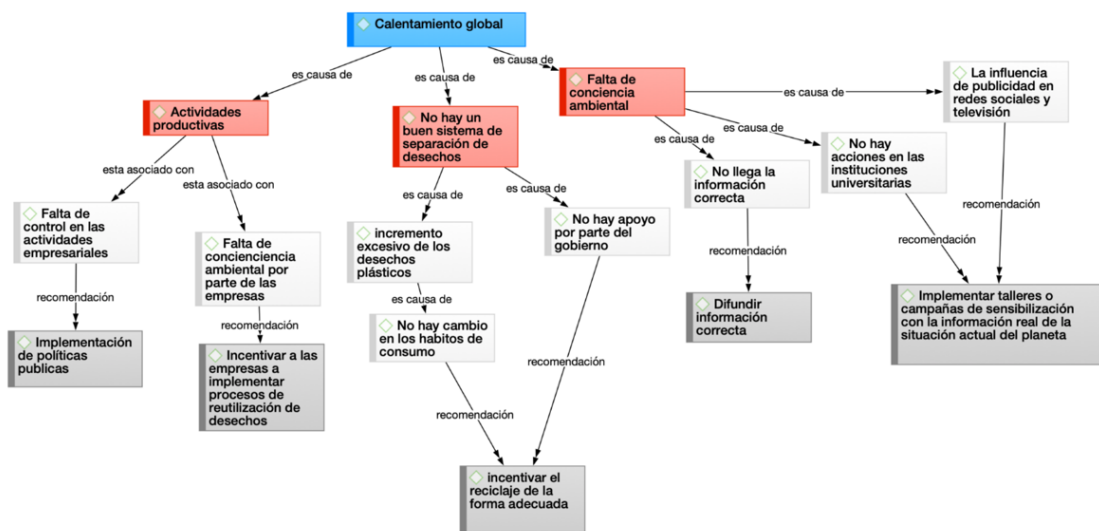 Calentamiento global
es causa de
es causa de
es causa de
Actividades
productivas
No hay un
buen sistema de
separación de
desechos
Falta de
conciencia
ambiental
es causa de
La influencia
de publicidad en
redes sociales y
televisión
esta asociado con
esta asociado con
es causa de
es causa de
es causa de
es causa de
No llega la
información
correcta
No hay
acciones en las
instituciones
universitarias
Falta de
control en las
actividades
empresariales
Falta de
concienciencia
ambiental por
parte de las
empresas
incremento
excesivo de los
desechos
plásticos
No hay apoyo
por parte del
gobierno
recomendación
recomendación
recomendación
recomendación
recomendación
es causa de
Implementación
de políticas
publicas
Incentivar a las
empresas a
implementar
procesos de
reutilización de
desechos
No hay cambio
en los habitos de
consumo
Difundir
información
correcta
Implementar talleres o
campañas de sensibilización
con la información real de la
situación actual del planeta
recomendación
recomendación
incentivar el
reciclaje de la
forma adecuada